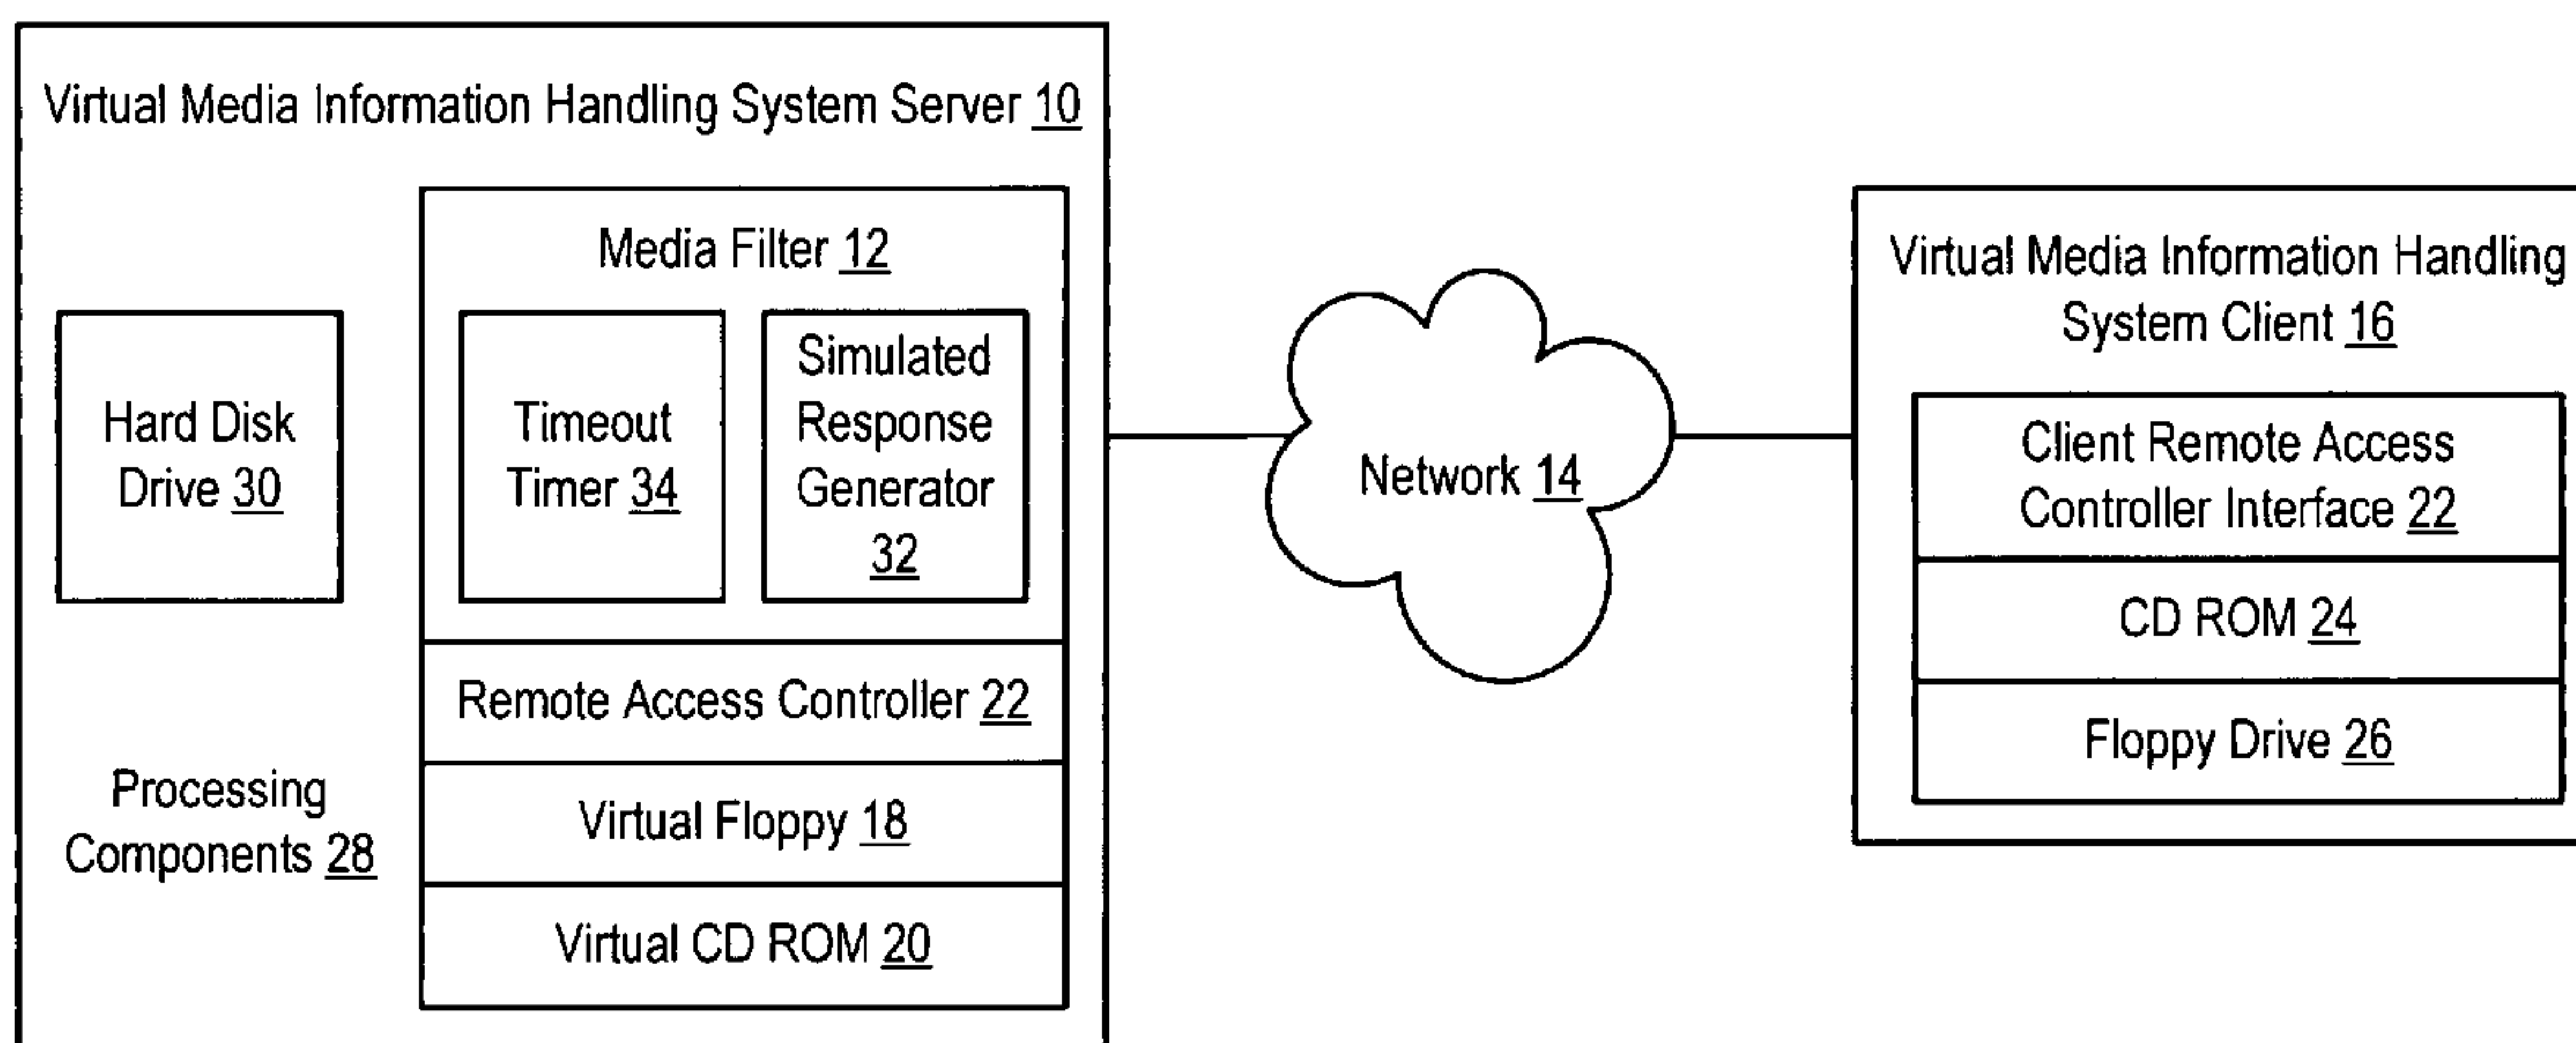 Virtual Media Information Handling System Server 10
Media Filter 12
Hard Disk
Drive 30
Timeout
Timer 34
Simulated
Response
Generator
32
Remote Access Controller 22
Processing
Components 28
Virtual Floppy 18
Virtual CD ROM 20
Network 14
Virtual Media Information Handling
System Client 16
Client Remote Access
Controller Interface 22
CD ROM 24
Floppy Drive 26